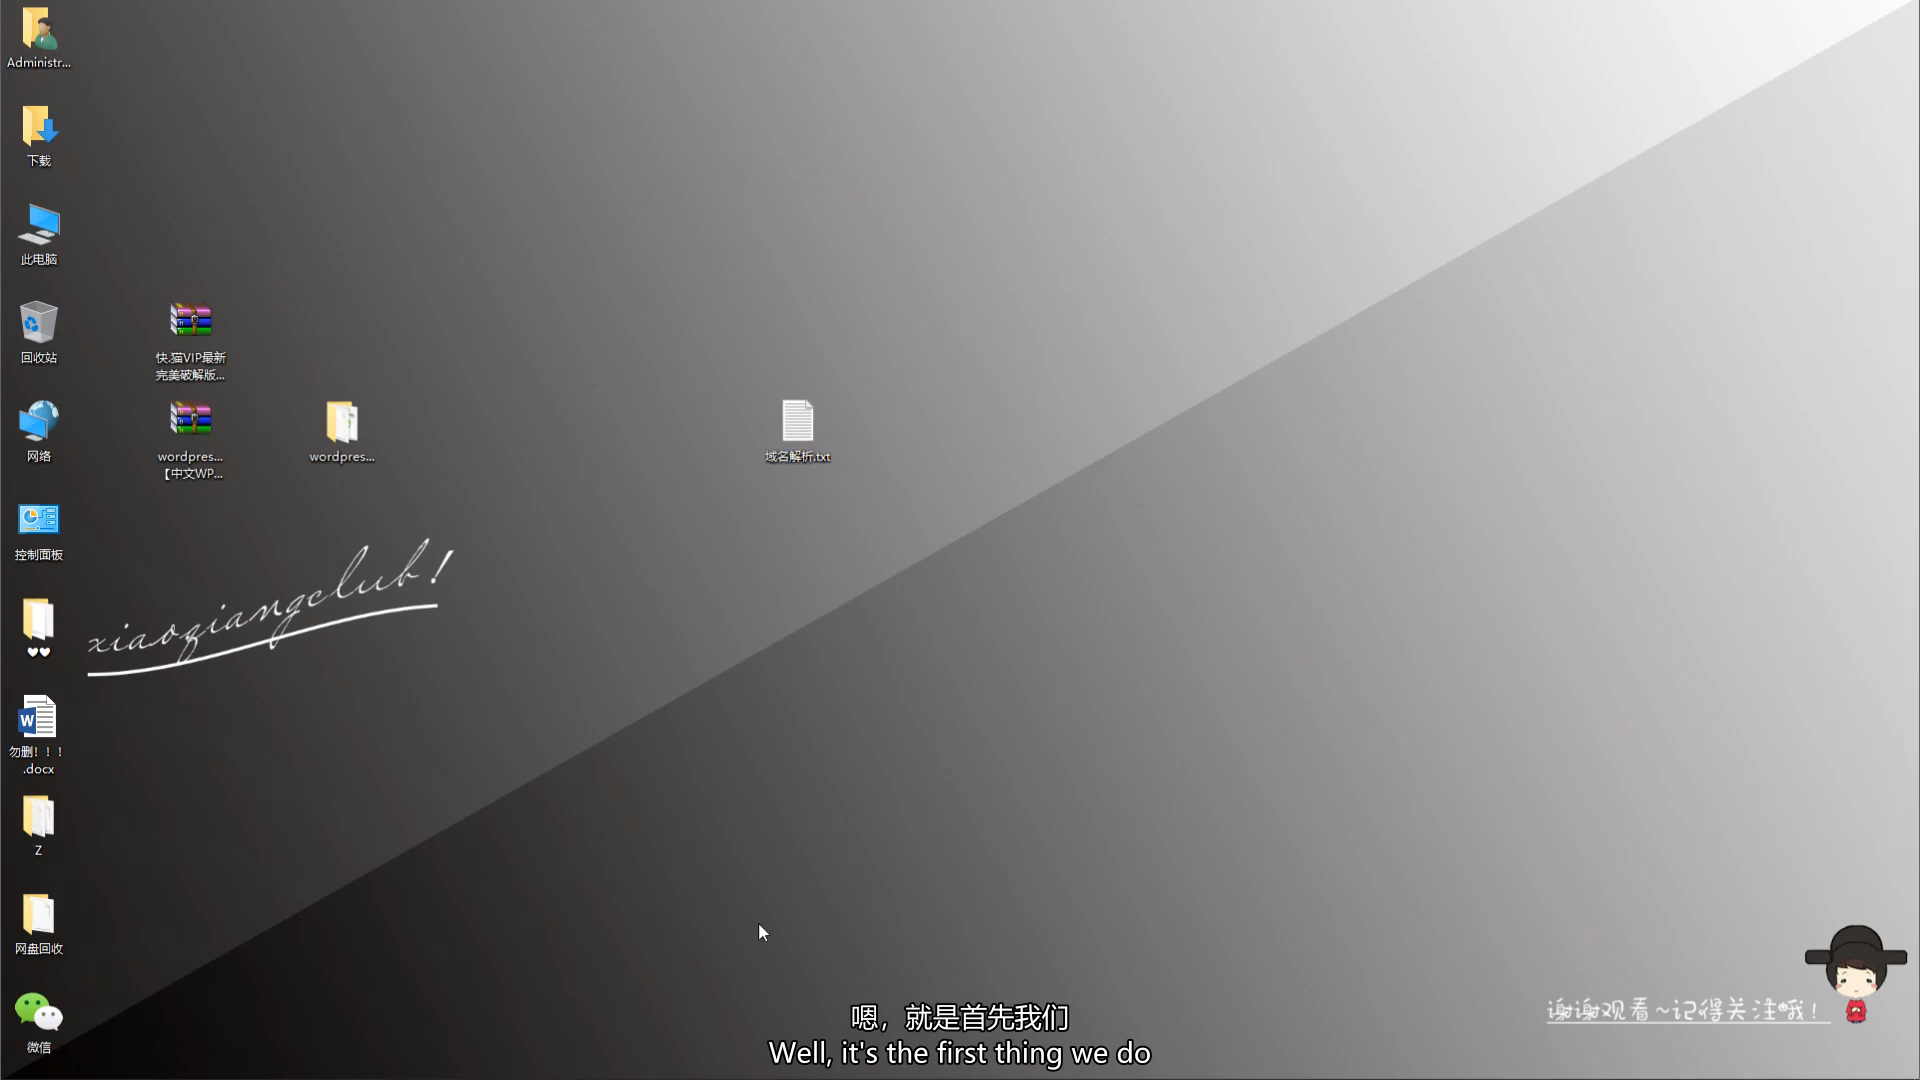 Administr...
下载
此电脑
回收站
快.猫VIP最新
完美破解版...
网络
wordpres...
【中文WP...
wordpres...
域名解析.txt
控制面板
xiaoqiangclub!
♥♥
勿删！！！
.docx
Z
网盘回收
微信
谢谢观看~记得关注哦！
嗯，就是首先我们
Well, it's the first thing we do